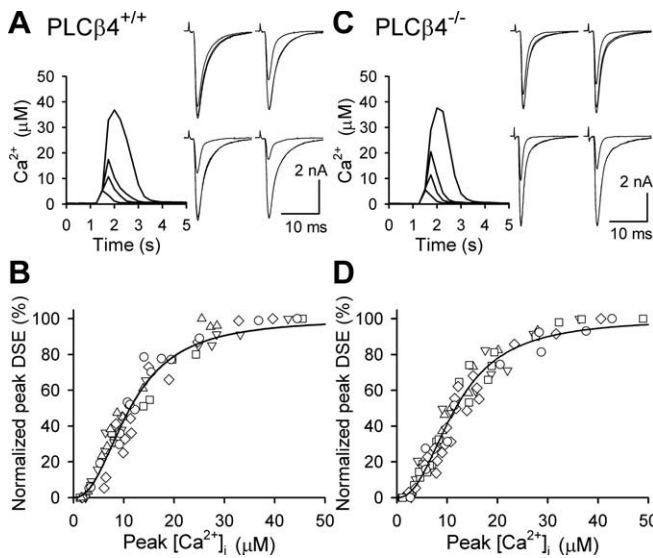 A PLCβ4+/+
50
40
30
20
10
0
Ca2+ (μM)
0 1 2 3 4 5
Time (s)
2 nA
10 ms
C PLCβ4-/-
50
40
30
20
10
0
Ca2+ (μM)
0 1 2 3 4 5
Time (s)
2 nA
10 ms
B
100
80
60
40
20
0
Normalized peak DSE (%)
0 10 20 30 40 50
Peak [Ca2+]i (μM)
D
100
80
60
40
20
0
Normalized peak DSE (%)
0 10 20 30 40 50
Peak [Ca2+]i (μM)